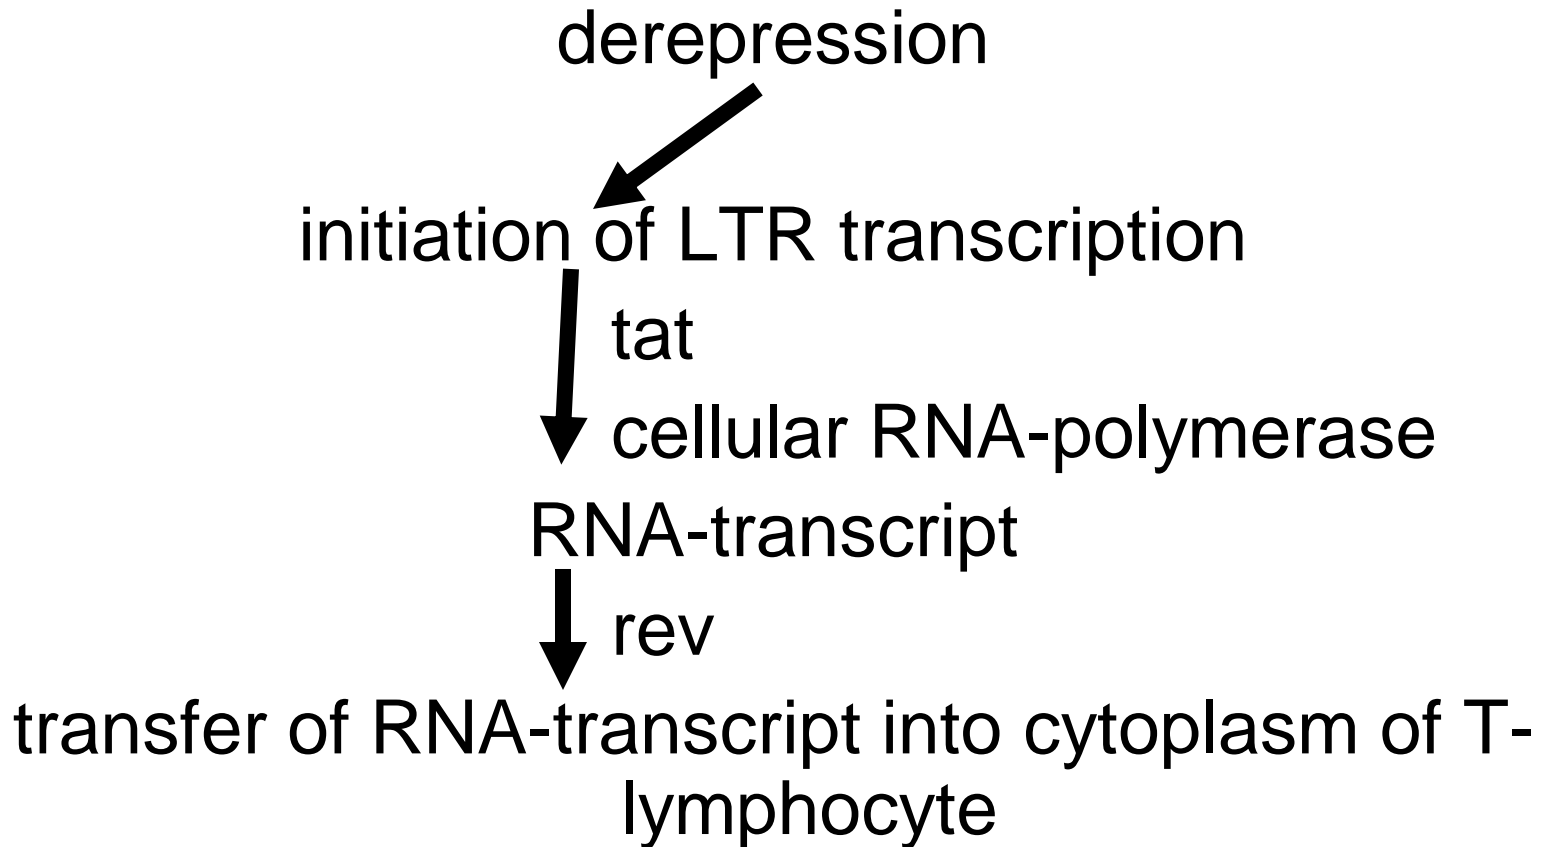 derepression
initiation of LTR transcription
tat
cellular RNA-polymerase
RNA-transcript
rev
transfer of RNA-transcript into cytoplasm of T-
lymphocyte